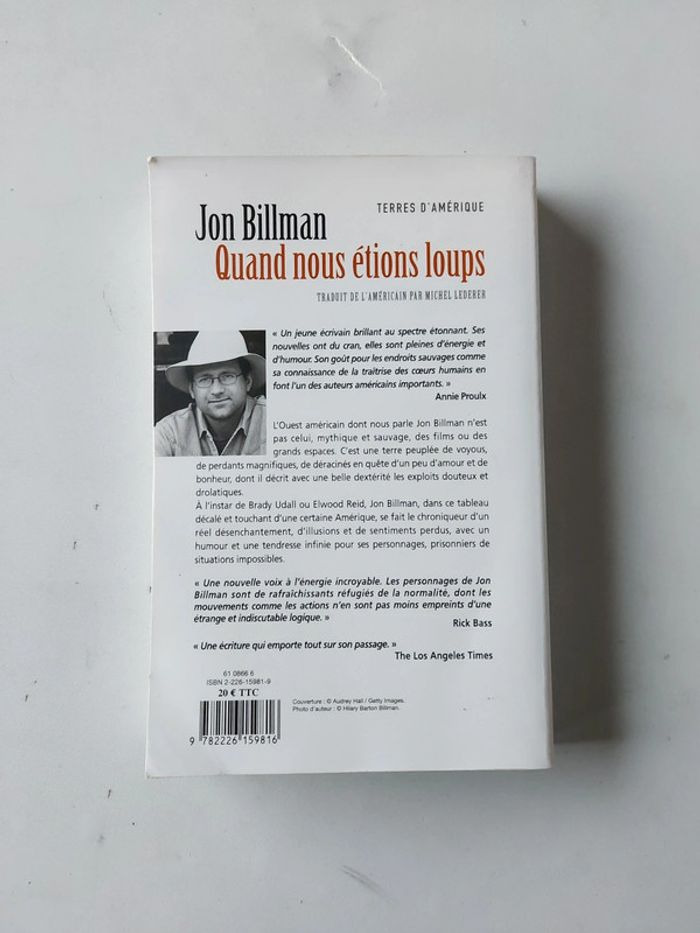 TERRES D'AMÉRIQUE
Jon Billman
Quand nous étions loups
TRADUIT DE L'AMÉRICAIN PAR MICHEL LEDERER
« Un jeune écrivain brillant au spectre étonnant. Ses
nouvelles ont du cran, elles sont pleines d'énergie et
d'humour. Son goût pour les endroits sauvages comme
sa connaissance de la traîtrise des cœurs humains en
font l'un des auteurs américains importants. »
Annie Proulx
L'Ouest américain dont nous parle Jon Billman n'est
pas celui, mythique et sauvage, des films ou des
grands espaces. C'est une terre peuplée de voyous,
de perdants magnifiques, de déracinés en quête d'un peu d'amour et de
bonheur, dont il décrit avec une belle dextérité les exploits douteux et
drolatiques.
À l'instar de Brady Udall ou Elwood Reid, Jon Billman, dans ce tableau
décalé et touchant d'une certaine Amérique, se fait le chroniqueur d'un
réel désenchantement, d'illusions et de sentiments perdus, avec un
humour et une tendresse infinie pour ses personnages, prisonniers de
situations impossibles.
« Une nouvelle voix à l'énergie incroyable. Les personnages de Jon
Billman sont de rafraîchissants réfugiés de la normalité, dont les
mouvements comme les actions n'en sont pas moins empreints d'une
étrange et indiscutable logique. »
Rick Bass
« Une écriture qui emporte tout sur son passage. »
The Los Angeles Times
61 0866 6
ISBN 2-226-15981-9
20 € TTC
Couverture : © Audrey Hall / Getty Images.
Photo d'auteur : © Hilary Barton Billman.
9 782226 159816